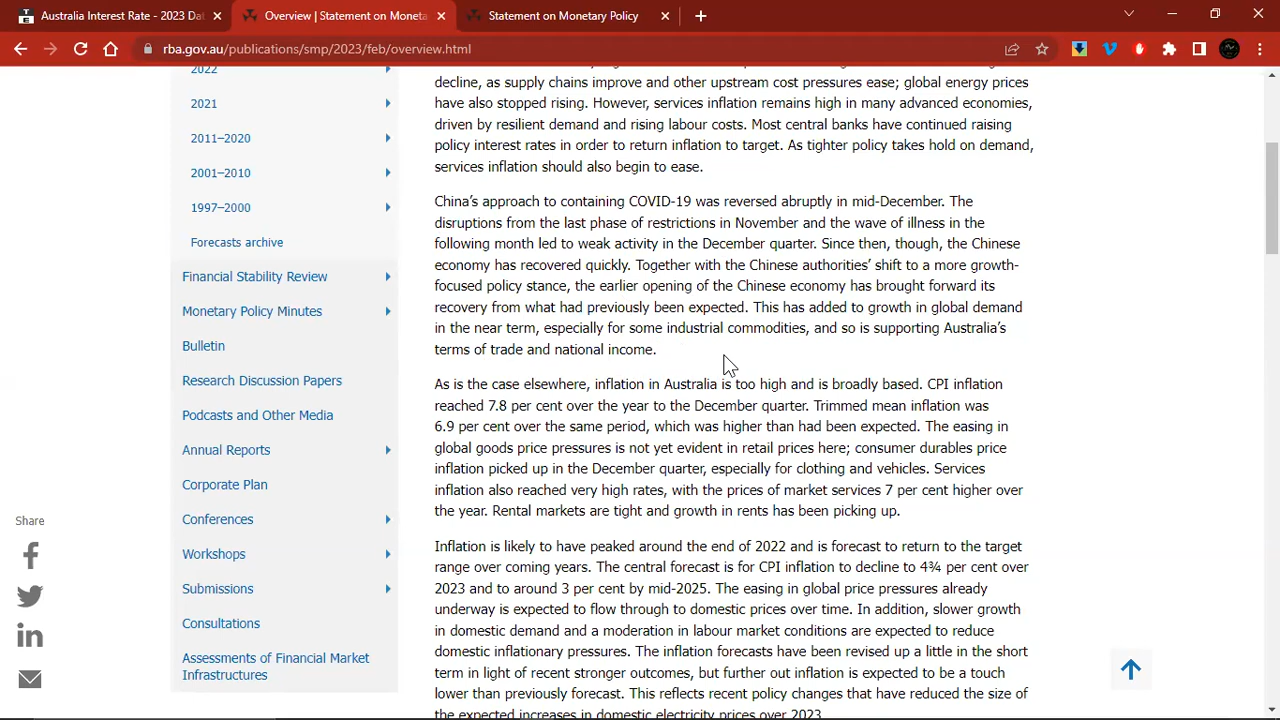 Australia Interest Rate - 2023 Dat
Overview | Statement on Moneta
Statement on Monetary Policy
rba.gov.au/publications/smp/2023/feb/overview.html
2022
2021
2011–2020
2001–2010
1997–2000
Forecasts archive
Financial Stability Review
Monetary Policy Minutes
Bulletin
Research Discussion Papers
Podcasts and Other Media
Annual Reports
Corporate Plan
Conferences
Workshops
Submissions
Consultations
Assessments of Financial Market
Infrastructures
Share
decline, as supply chains improve and other upstream cost pressures ease; global energy prices
have also stopped rising. However, services inflation remains high in many advanced economies,
driven by resilient demand and rising labour costs. Most central banks have continued raising
policy interest rates in order to return inflation to target. As tighter policy takes hold on demand,
services inflation should also begin to ease.
China's approach to containing COVID-19 was reversed abruptly in mid-December. The
disruptions from the last phase of restrictions in November and the wave of illness in the
following month led to weak activity in the December quarter. Since then, though, the Chinese
economy has recovered quickly. Together with the Chinese authorities' shift to a more growth-
focused policy stance, the earlier opening of the Chinese economy has brought forward its
recovery from what had previously been expected. This has added to growth in global demand
in the near term, especially for some industrial commodities, and so is supporting Australia's
terms of trade and national income.
As is the case elsewhere, inflation in Australia is too high and is broadly based. CPI inflation
reached 7.8 per cent over the year to the December quarter. Trimmed mean inflation was
6.9 per cent over the same period, which was higher than had been expected. The easing in
global goods price pressures is not yet evident in retail prices here; consumer durables price
inflation picked up in the December quarter, especially for clothing and vehicles. Services
inflation also reached very high rates, with the prices of market services 7 per cent higher over
the year. Rental markets are tight and growth in rents has been picking up.
Inflation is likely to have peaked around the end of 2022 and is forecast to return to the target
range over coming years. The central forecast is for CPI inflation to decline to 4¾ per cent over
2023 and to around 3 per cent by mid-2025. The easing in global price pressures already
underway is expected to flow through to domestic prices over time. In addition, slower growth
in domestic demand and a moderation in labour market conditions are expected to reduce
domestic inflationary pressures. The inflation forecasts have been revised up a little in the short
term in light of recent stronger outcomes, but further out inflation is expected to be a touch
lower than previously forecast. This reflects recent policy changes that have reduced the size of
the expected increases in domestic electricity prices over 2023.